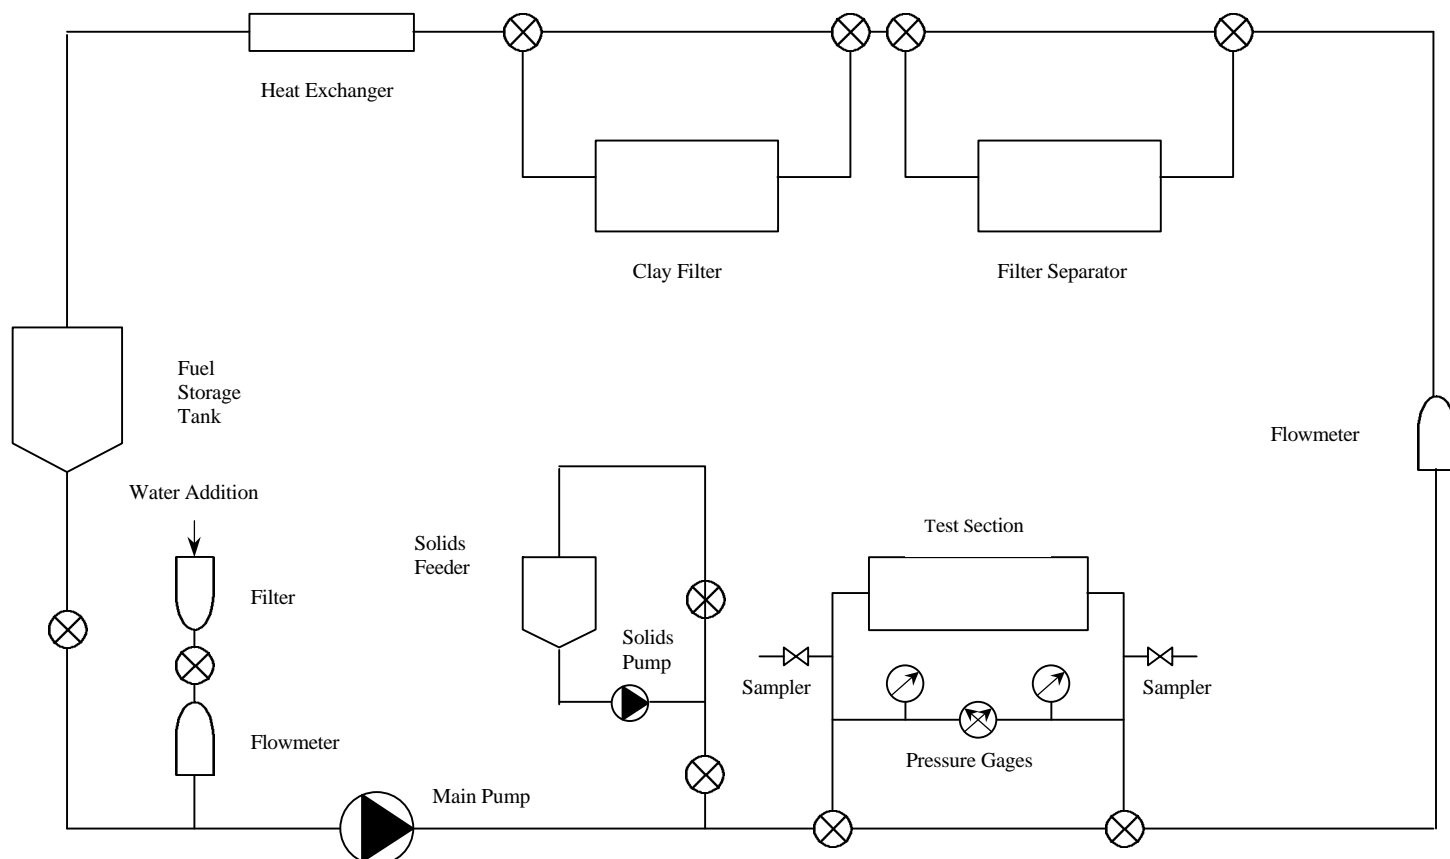 Heat Exchanger
Clay Filter
Filter Separator
Fuel
Storage
Tank
Flowmeter
Water Addition
Filter
Flowmeter
Solids
Feeder
Solids
Pump
Main Pump
Test Section
Sampler
Sampler
Pressure Gages